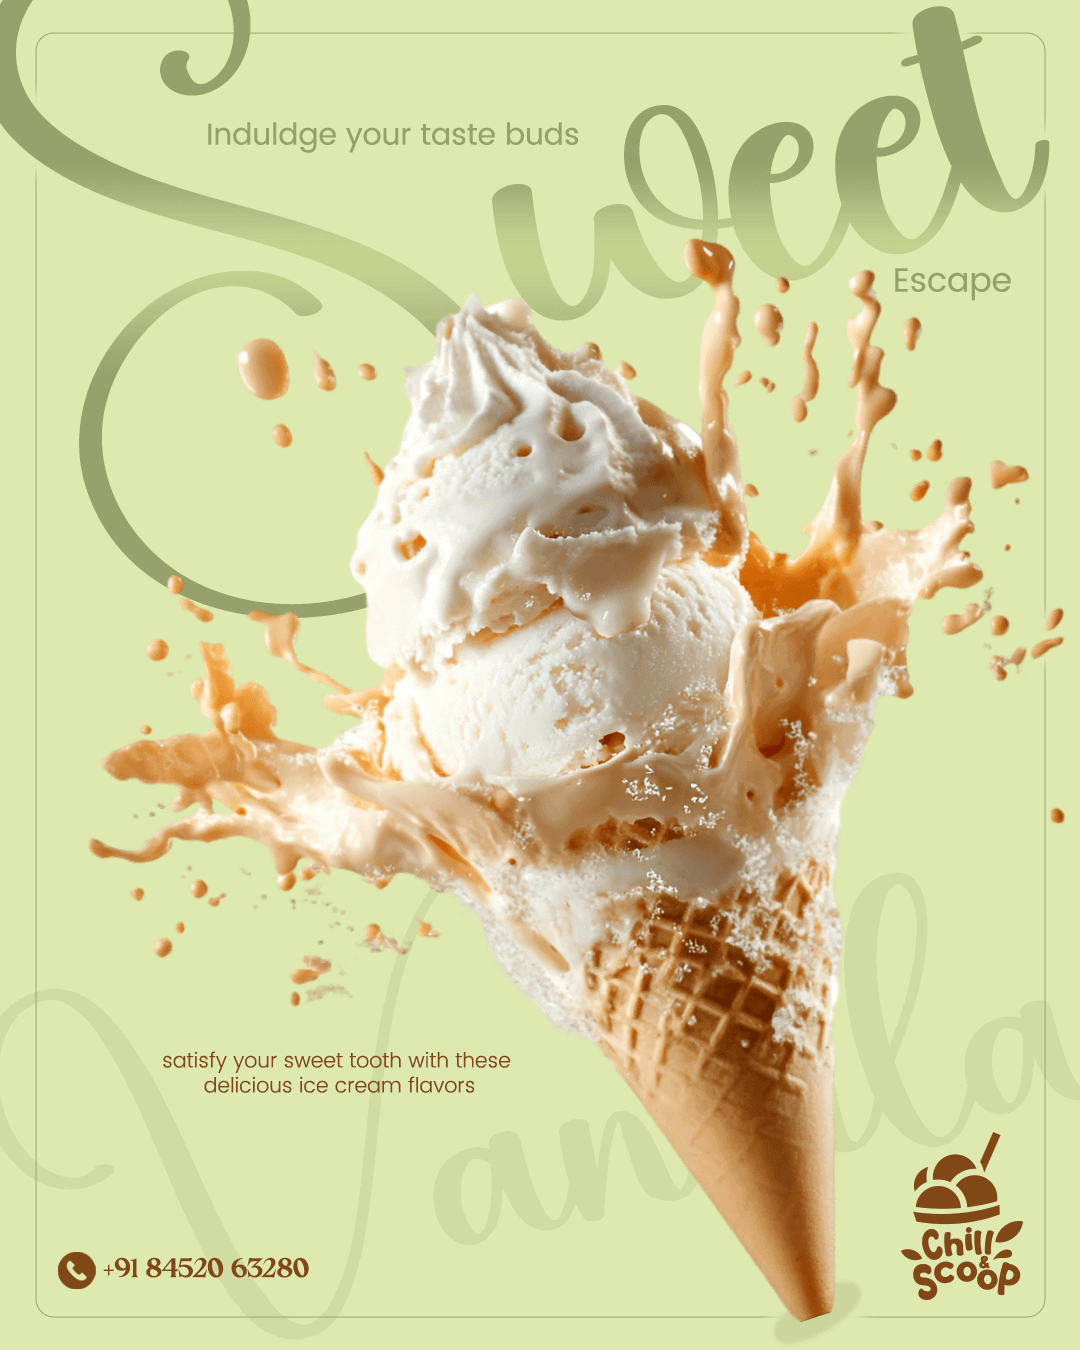 Sweet
Induldge your taste buds
Escape
Vanilla
satisfy your sweet tooth with these
delicious ice cream flavors
+91 84520 63280
Chill
&
Scoop